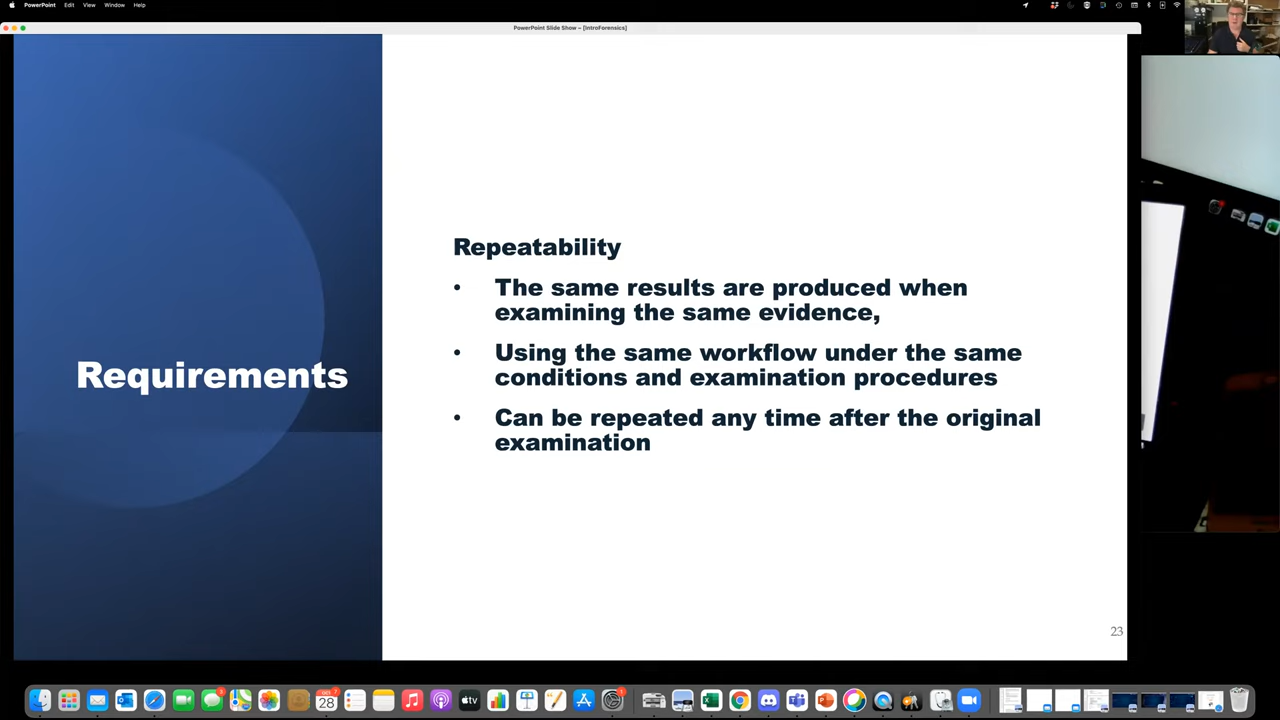 PowerPoint Edit View Window Help
PowerPoint Slide Show – [IntroForensics]
Requirements
Repeatability
• The same results are produced when
examining the same evidence,
• Using the same workflow under the same
conditions and examination procedures
• Can be repeated any time after the original
examination
23
28